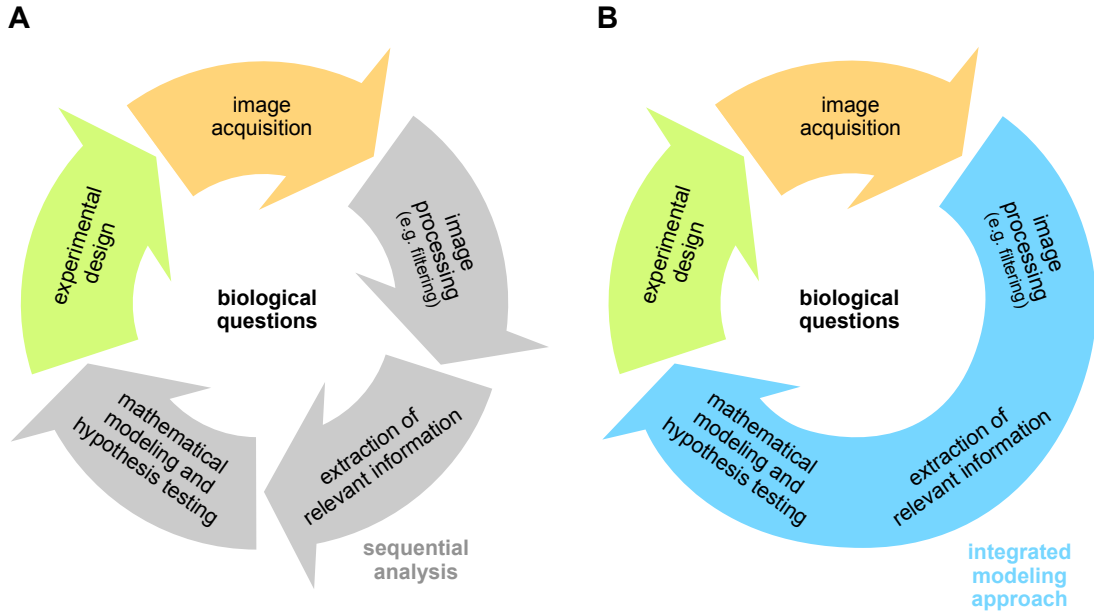 A
image
acquisition
image
processing
(e.g. filtering)
extraction of
relevant information
mathematical
modeling and
hypothesis testing
experimental
design
biological
questions
sequential
analysis
B
image
acquisition
image
processing
(e.g. filtering)
extraction of
relevant information
mathematical
modeling and
hypothesis testing
experimental
design
biological
questions
integrated
modeling
approach